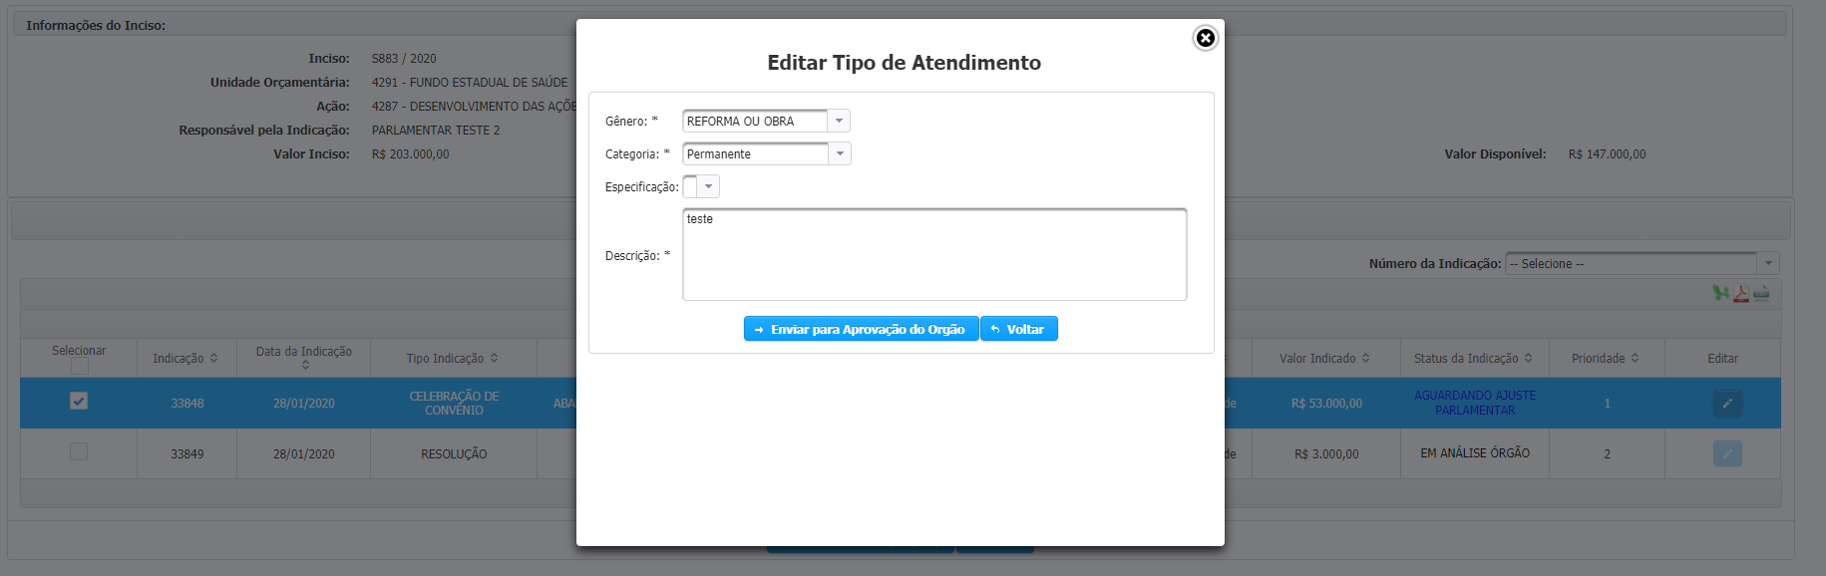 Informações do Inciso:
Inciso: S883 / 2020
Unidade Orçamentária: 4291 - FUNDO ESTADUAL DE SAÚDE
Ação: 4287 - DESENVOLVIMENTO DAS AÇÕE
Responsável pela Indicação: PARLAMENTAR TESTE 2
Valor Inciso: R$ 203.000,00
Valor Disponível: R$ 147.000,00
Editar Tipo de Atendimento
Gênero: * REFORMA OU OBRA
Categoria: * Permanente
Especificação:
Descrição: * teste
Enviar para Aprovação do Orgão Voltar
Número da Indicação: -- Selecione --
Selecionar Indicação Data da Indicação Tipo Indicação Valor Indicado Status da Indicação Prioridade Editar
33848 28/01/2020 CELEBRAÇÃO DE CONVÊNIO ABA de R$ 53.000,00 AGUARDANDO AJUSTE PARLAMENTAR 1
33849 28/01/2020 RESOLUÇÃO de R$ 3.000,00 EM ANÁLISE ÓRGÃO 2